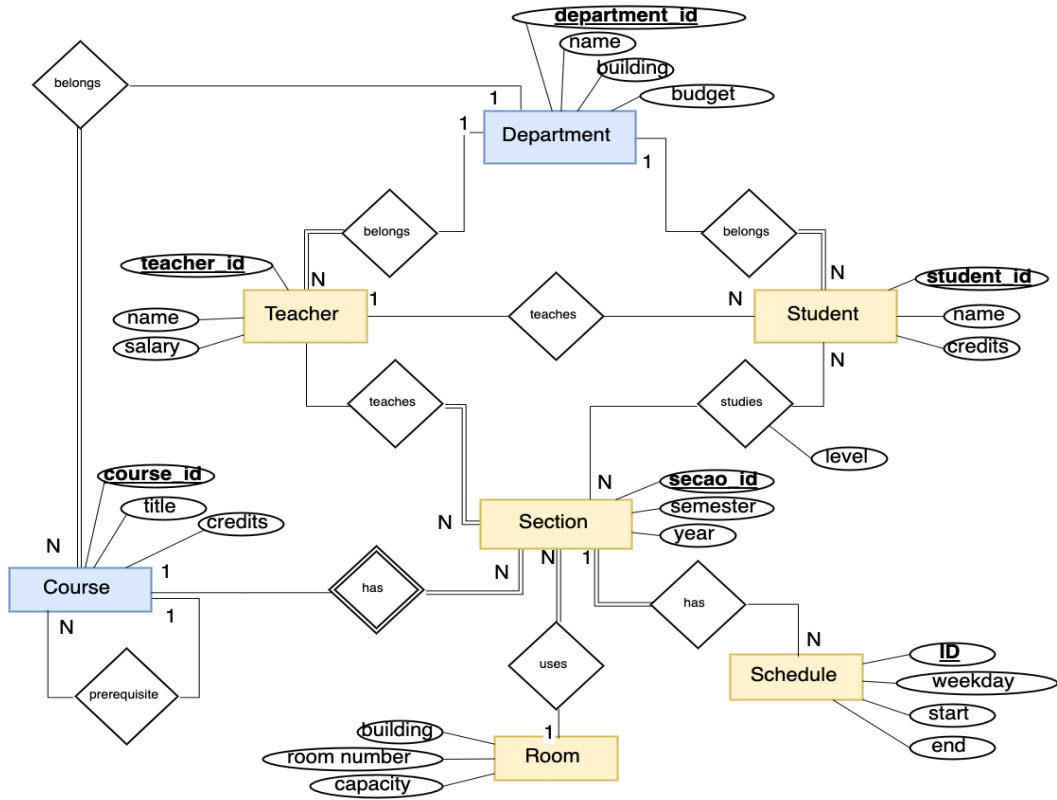 department_id
name
building
budget
belongs
1
1
Department
1
belongs
belongs
teacher_id
N
N
student_id
1
N
Teacher
teaches
Student
name
name
salary
credits
N
teaches
studies
level
course_id
N
secao_id
title
semester
credits
N
Section
year
N
1
N
N
1
Course
has
has
N
1
N
uses
ID
Schedule
weekday
prerequisite
start
building
1
end
room number
Room
capacity